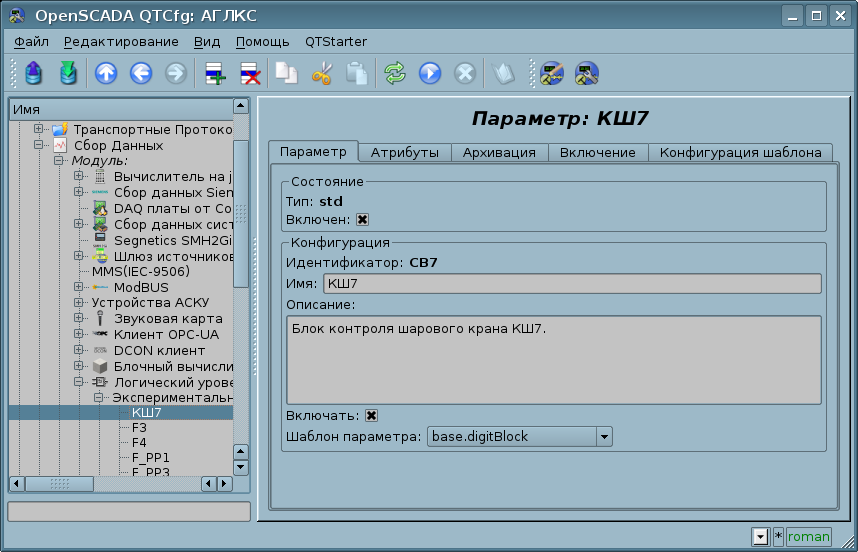 OpenSCADA QTCfg: АГЛКС
Файл Редактирование Вид Помощь QTStarter
Имя
Транспортные Протоко
Сбор Данных
Модуль:
Вычислитель на j
Сбор данных Sien
DAQ платы от Co
Сбор данных сист
Segnetics SMH2Gi
Шлюз источников
MMS(IEC-9506)
ModBUS
Устройства АСКУ
Звуковая карта
Клиент OPC-UA
DCON клиент
Блочный вычисли
Логический урове
Экспериментальн
КШ7
F3
F4
F_PP1
F_PP3
Параметр: КШ7
Параметр Атрибуты Архивация Включение Конфигурация шаблона
Состояние
Тип: std
Включен:
Конфигурация
Идентификатор: CB7
Имя: КШ7
Описание:
Блок контроля шарового крана КШ7.
Включать:
Шаблон параметра: base.digitBlock
* roman